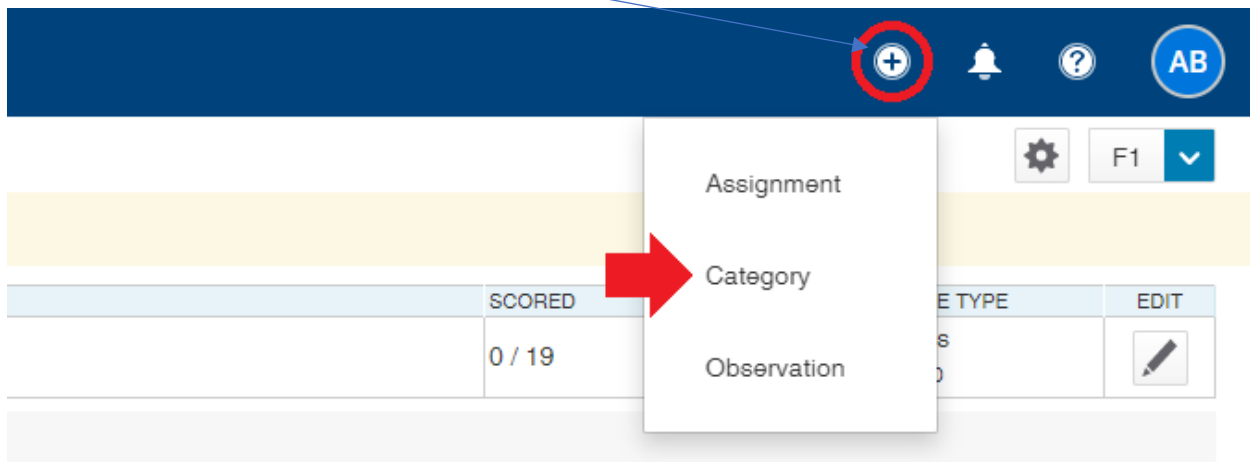 AB
F1
Assignment
Category
Observation
SCORED
E TYPE
EDIT
0 / 19
s